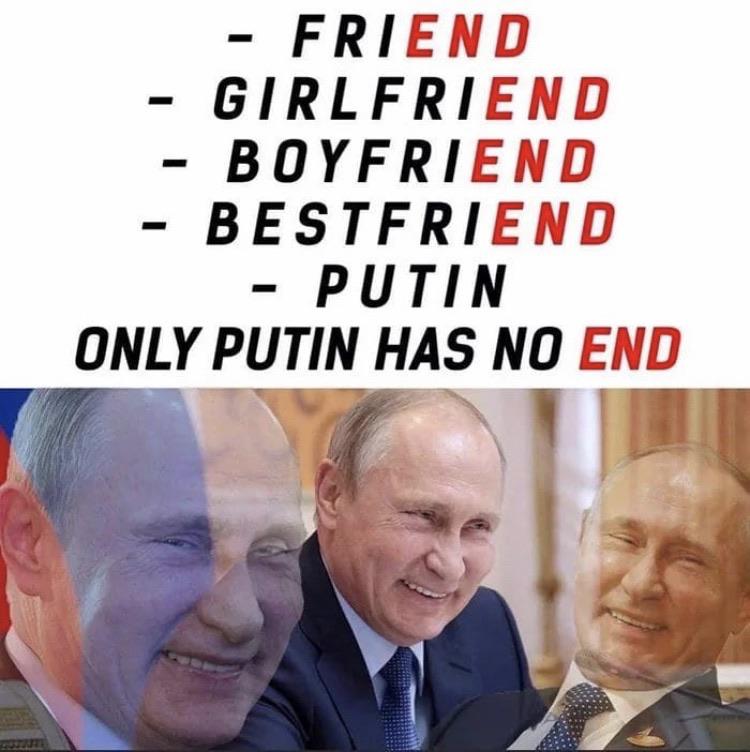 - FRIEND
- GIRLFRIEND
- BOYFRIEND
- BESTFRIEND
- PUTIN
ONLY PUTIN HAS NO END